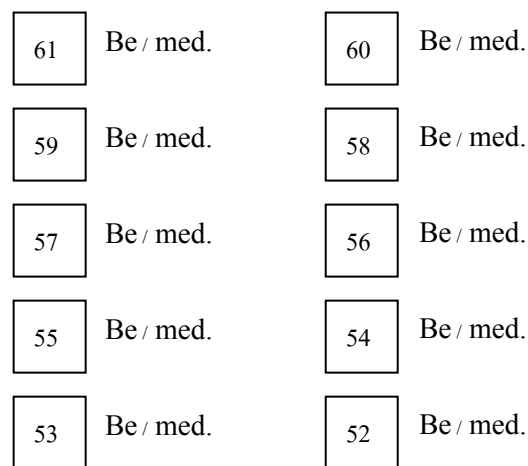 61 Be / med. 60 Be / med.
59 Be / med. 58 Be / med.
57 Be / med. 56 Be / med.
55 Be / med. 54 Be / med.
53 Be / med. 52 Be / med.